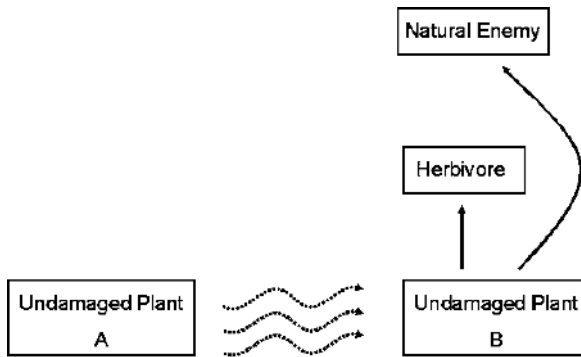 Natural Enemy
Herbivore
Undamaged Plant
A
Undamaged Plant
B